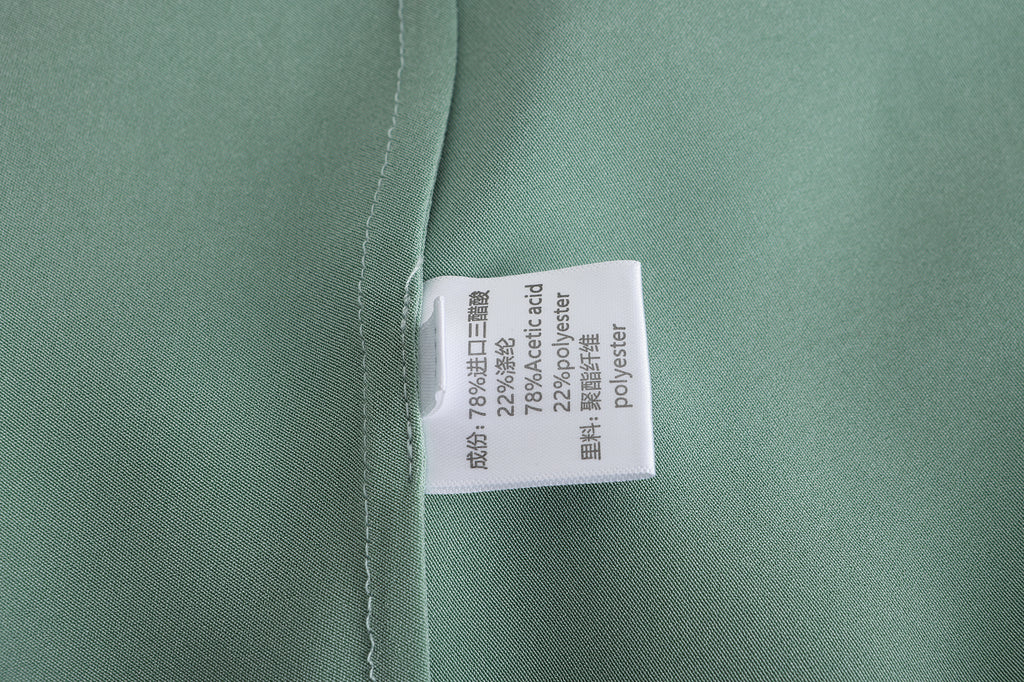 成份：78%进口三醋酸
22%涤纶
78%Acetic acid
22%polyester
里料：聚酯纤维
polyester